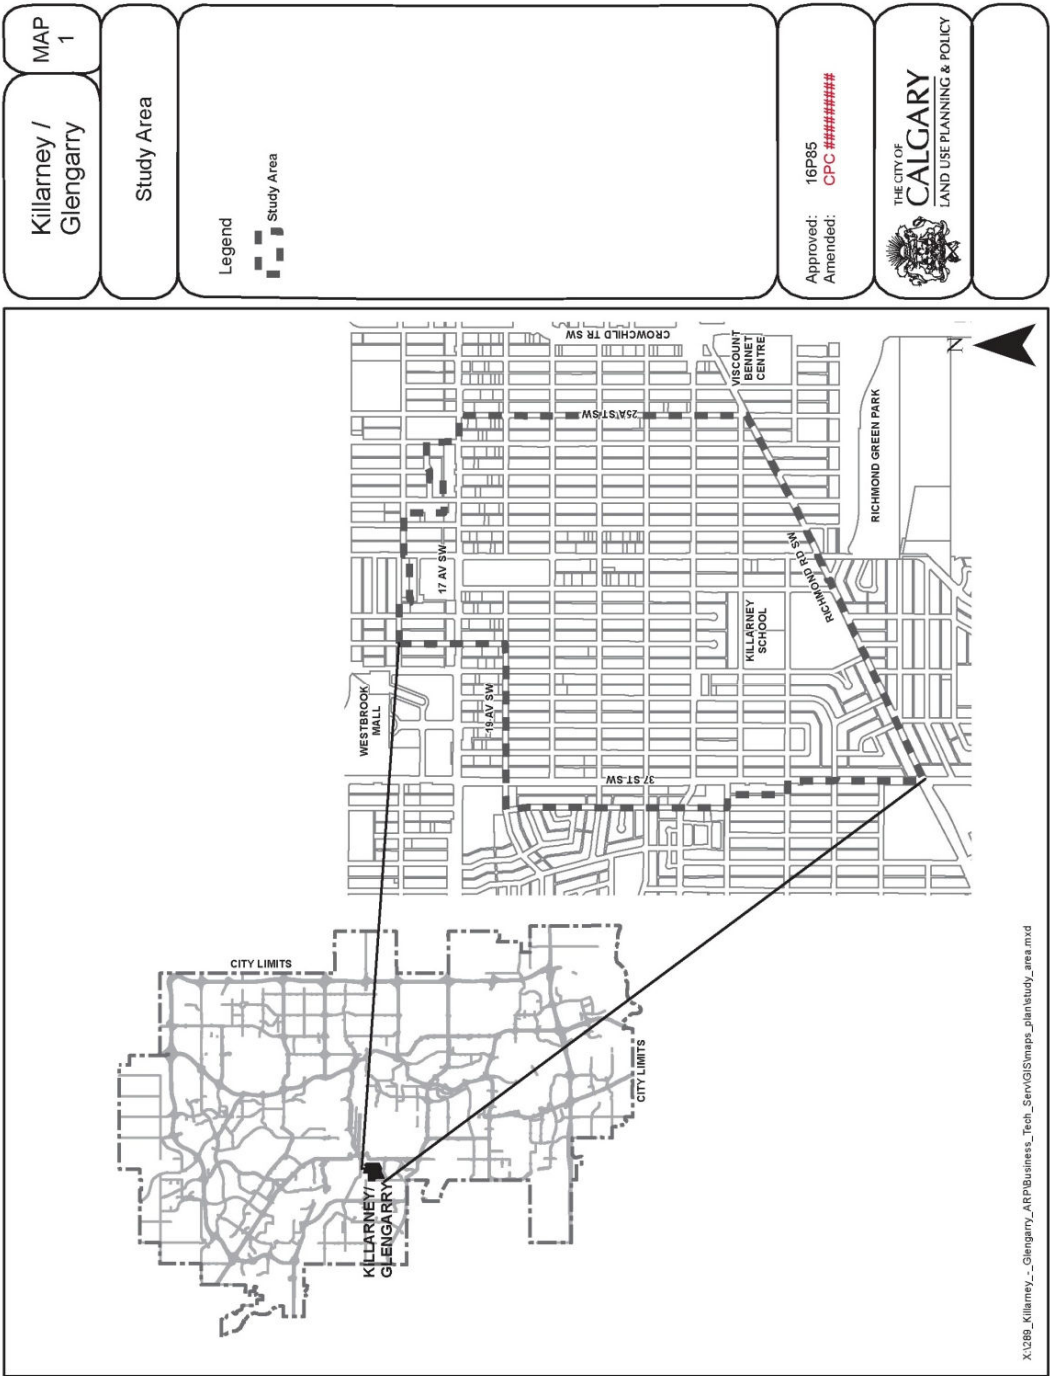 Killarney /
Glengarry
MAP
1
Study Area
Legend
Study Area
Approved: 16P85
Amended: CPC #########
THE CITY OF
CALGARY
LAND USE PLANNING & POLICY
CITY LIMITS
CITY LIMITS
KILLARNEY/
GLENGARRY
WESTBROOK
MALL
17 AV SW
19 AV SW
37 ST SW
25A ST SW
CROWCHILD TR SW
VISCOUNT
BENNET
CENTRE
KILLARNEY
SCHOOL
RICHMOND RD SW
RICHMOND GREEN PARK
N
X:\289_Killarney_-_Glengarry_ARP\Business_Tech_Serv\GIS\maps_plan\study_area.mxd